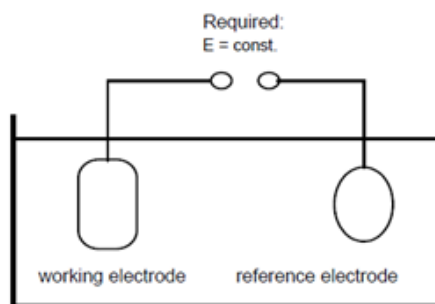 Required:
E = const.
working electrode
reference electrode